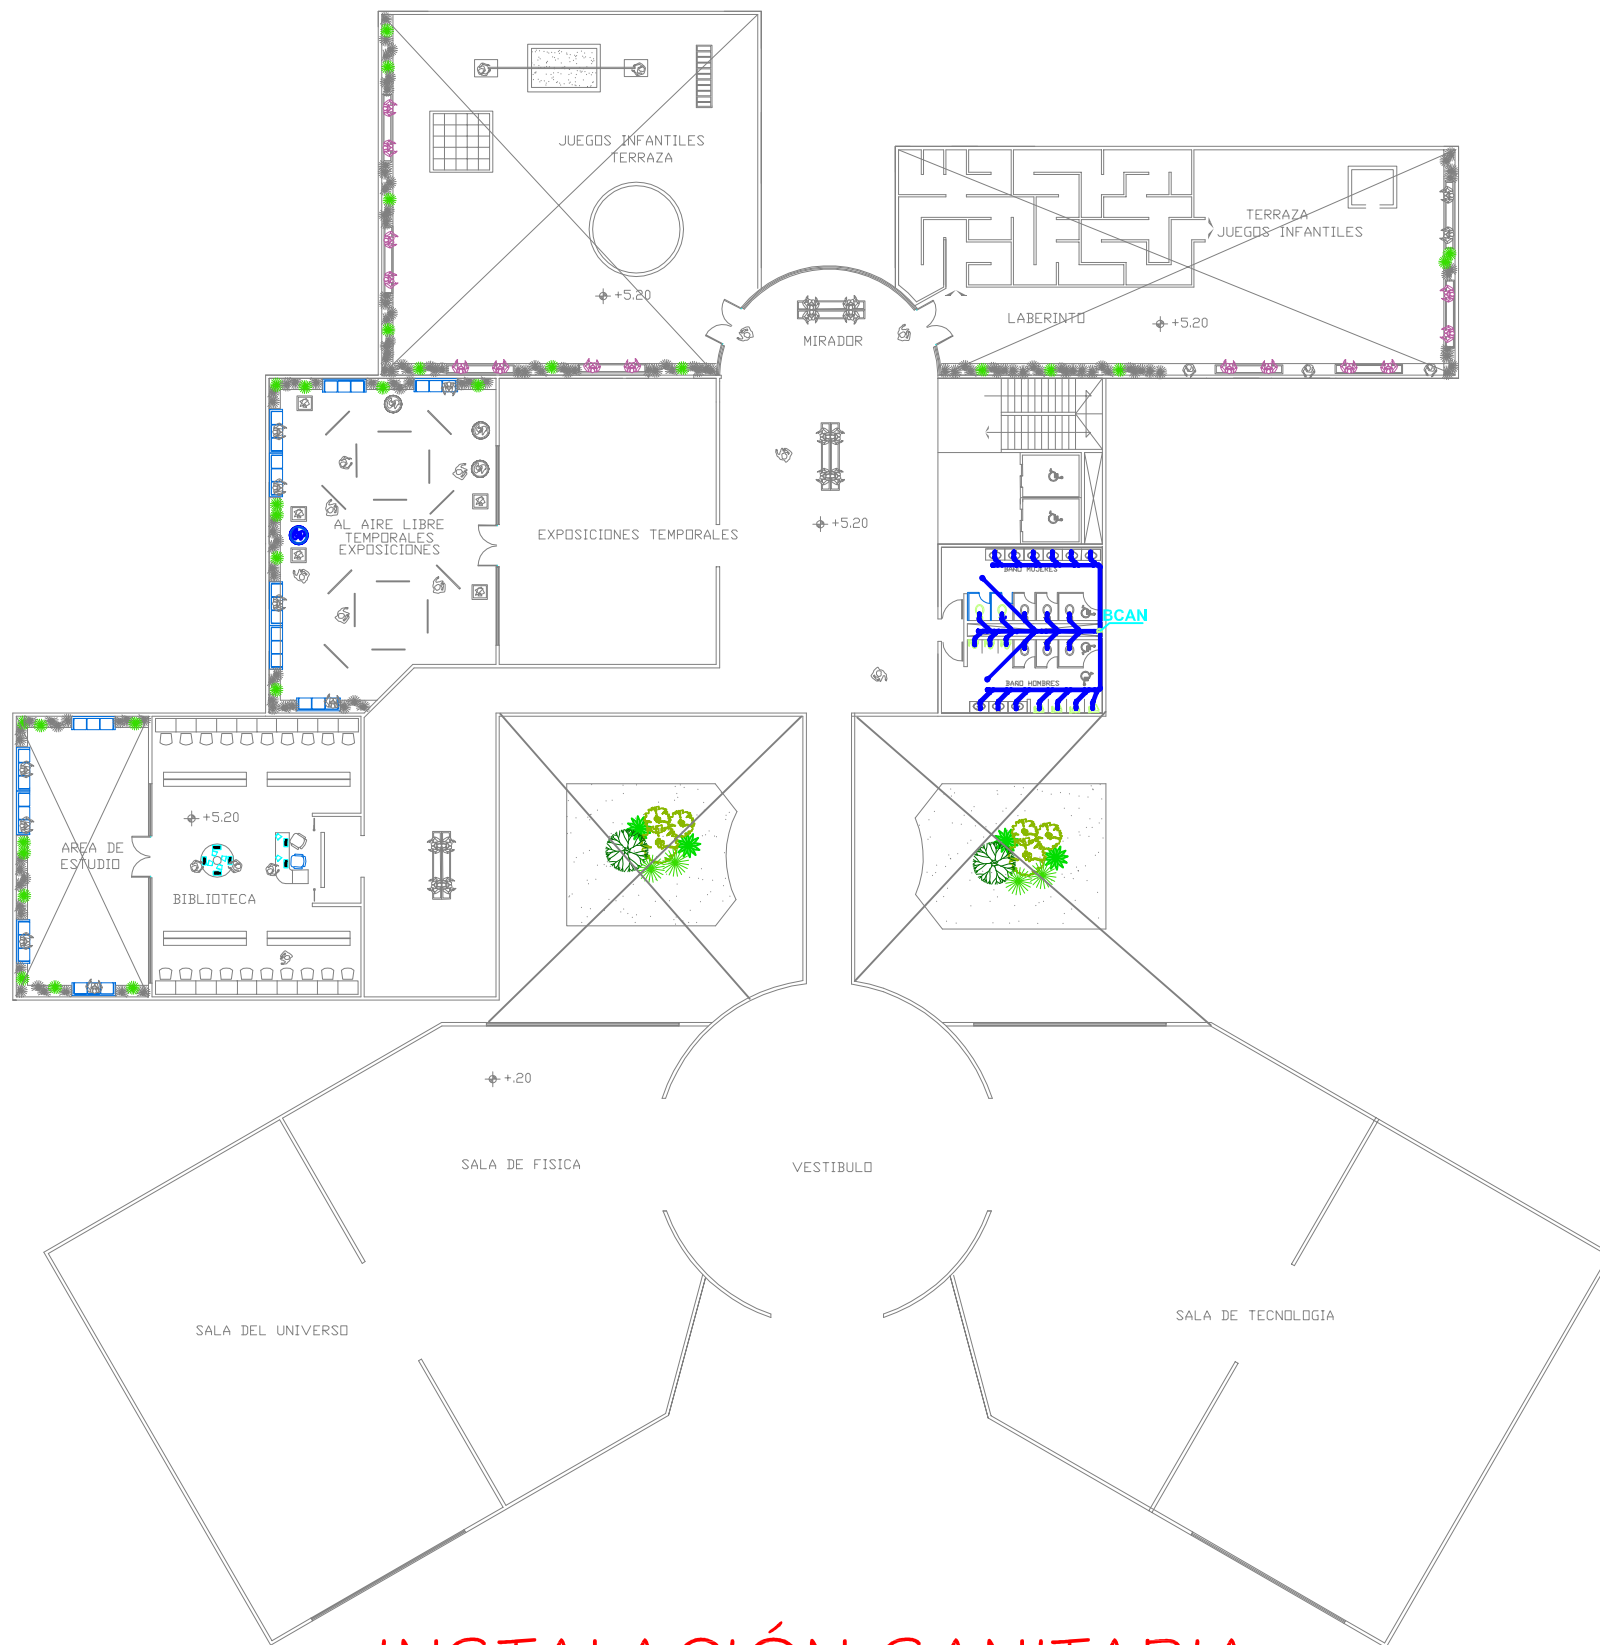 JUEGOS INFANTILES
TERRAZA
+5.20
TERRAZA
JUEGOS INFANTILES
LABERINTO
+5.20
MIRADOR
AL AIRE LIBRE
TEMPORALES
EXPOSICIONES
EXPOSICIONES TEMPORALES
+5.20
BAÑO MUJERES
BCAN
BAÑO HOMBRES
+5.20
AREA DE
ESTUDIO
BIBLIOTECA
+.20
SALA DE FISICA
VESTIBULO
SALA DEL UNIVERSO
SALA DE TECNOLOGIA
INSTALACIÓN SANITARIA